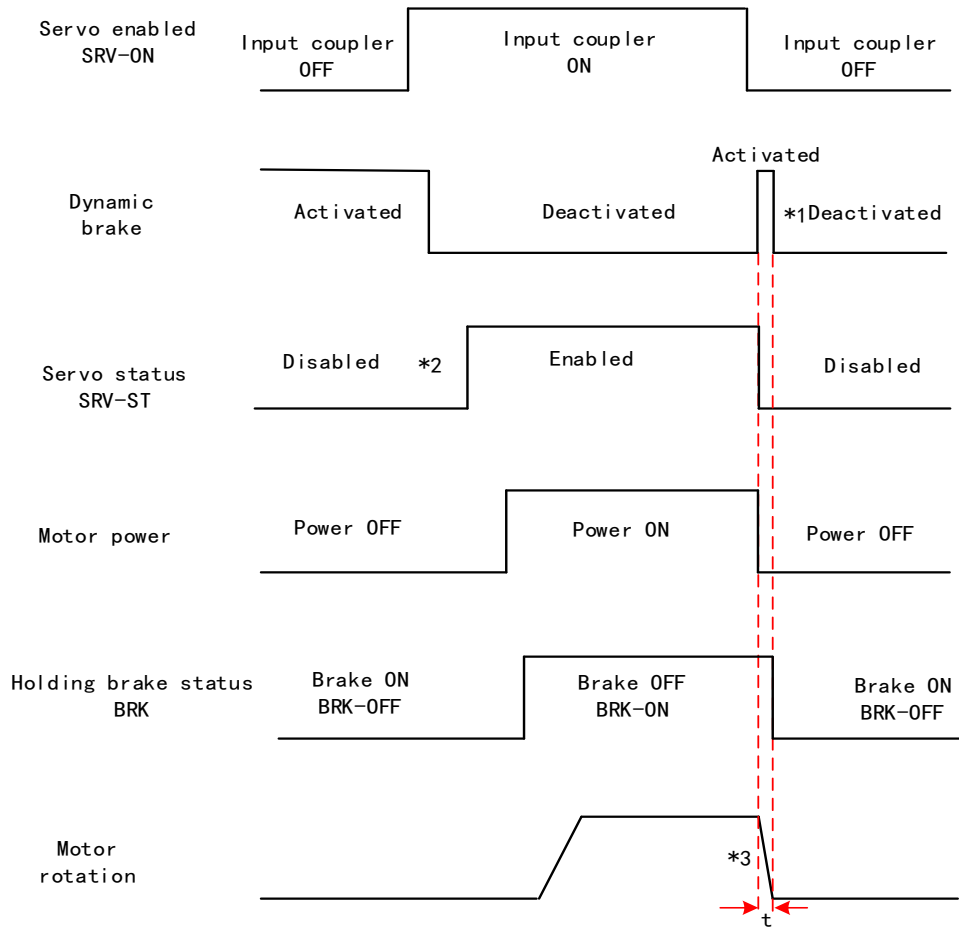 Servo enabled
SRV-ON
Input coupler
OFF
Input coupler
ON
Input coupler
OFF
Dynamic
brake
Activated
Deactivated
Activated
*1Deactivated
Servo status
SRV-ST
Disabled
*2
Enabled
Disabled
Motor power
Power OFF
Power ON
Power OFF
Holding brake status
BRK
Brake ON
BRK-OFF
Brake OFF
BRK-ON
Brake ON
BRK-OFF
Motor
rotation
*3
t